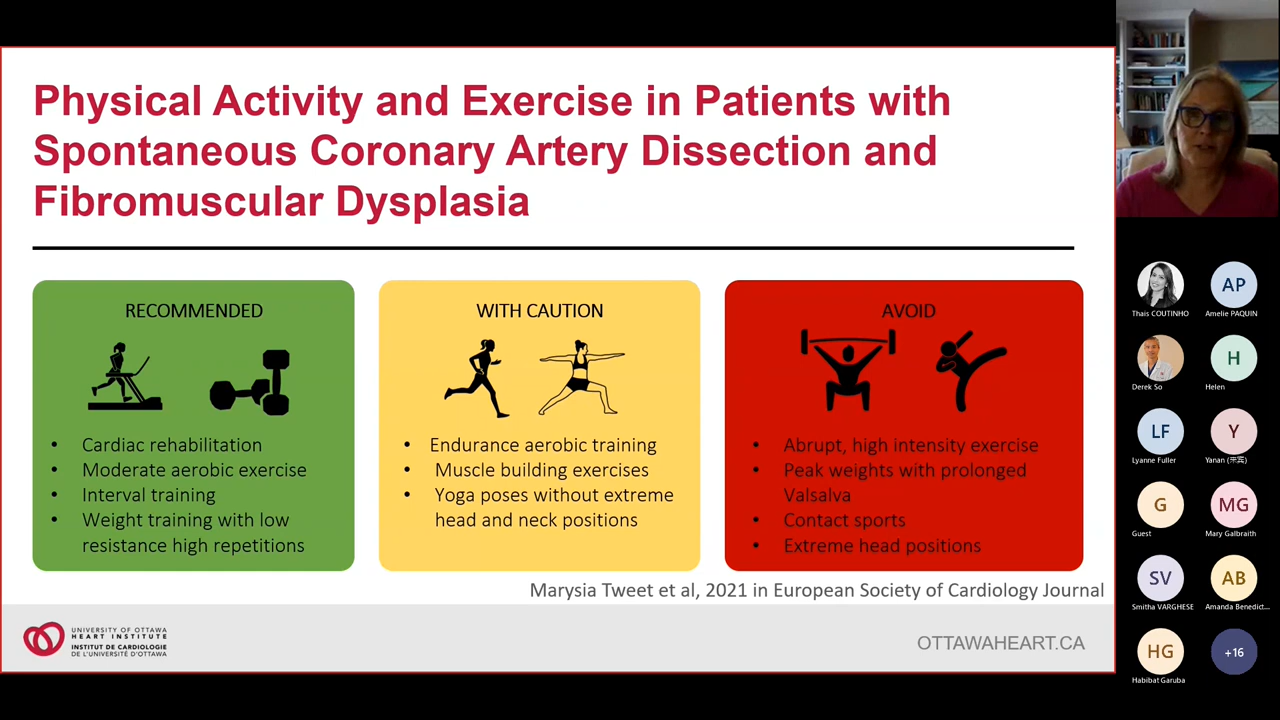 Physical Activity and Exercise in Patients with
Spontaneous Coronary Artery Dissection and
Fibromuscular Dysplasia
RECOMMENDED
• Cardiac rehabilitation
• Moderate aerobic exercise
• Interval training
• Weight training with low
resistance high repetitions
WITH CAUTION
• Endurance aerobic training
• Muscle building exercises
• Yoga poses without extreme
head and neck positions
AVOID
• Abrupt, high intensity exercise
• Peak weights with prolonged
Valsalva
• Contact sports
• Extreme head positions
Marysia Tweet et al, 2021 in European Society of Cardiology Journal
UNIVERSITY OF OTTAWA
HEART INSTITUTE
INSTITUT DE CARDIOLOGIE
DE L'UNIVERSITÉ D'OTTAWA
OTTAWAHEART.CA
Thais COUTINHO
AP
Amelie PAQUIN
Derek So
H
Helen
LF
Lyanne Fuller
Y
Yanan
G
Guest
MG
Mary Galbraith
SV
Smitha VARGHESE
AB
Amanda Benedict...
HG
Habibat Garuba
+16